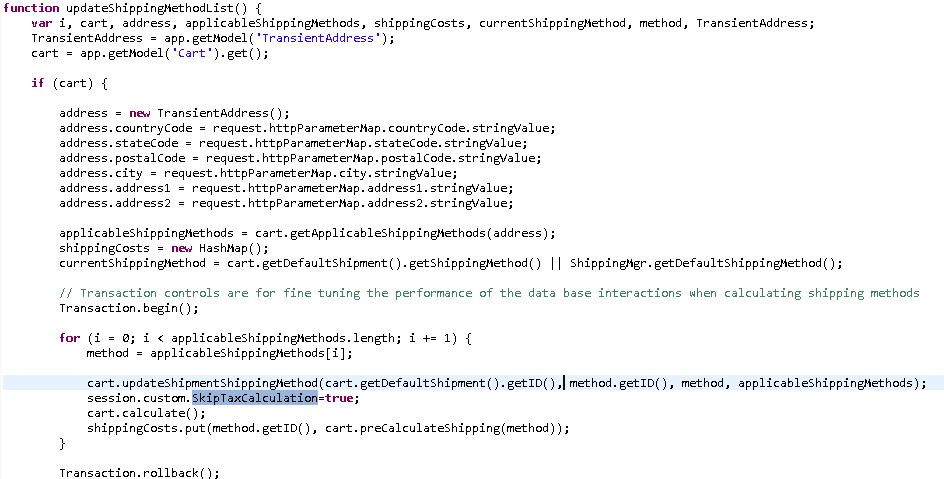 function updateShippingMethodList() {
    var i, cart, address, applicableShippingMethods, shippingCosts, currentShippingMethod, method, TransientAddress;
    TransientAddress = app.getModel('TransientAddress');
    cart = app.getModel('Cart').get();
    if (cart) {
        address = new TransientAddress();
        address.countryCode = request.httpParameterMap.countryCode.stringValue;
        address.stateCode = request.httpParameterMap.stateCode.stringValue;
        address.postalCode = request.httpParameterMap.postalCode.stringValue;
        address.city = request.httpParameterMap.city.stringValue;
        address.address1 = request.httpParameterMap.address1.stringValue;
        address.address2 = request.httpParameterMap.address2.stringValue;
        applicableShippingMethods = cart.getApplicableShippingMethods(address);
        shippingCosts = new HashMap();
        currentShippingMethod = cart.getDefaultShipment().getShippingMethod() || ShippingMgr.getDefaultShippingMethod();
        // Transaction controls are for fine tuning the performance of the data base interactions when calculating shipping methods
        Transaction.begin();
        for (i = 0; i < applicableShippingMethods.length; i += 1) {
            method = applicableShippingMethods[i];
            cart.updateShipmentShippingMethod(cart.getDefaultShipment().getID(), method.getID(), method, applicableShippingMethods);
            session.custom.SkipTaxCalculation=true;
            cart.calculate();
            shippingCosts.put(method.getID(), cart.preCalculateShipping(method));
        }
        Transaction.rollback();